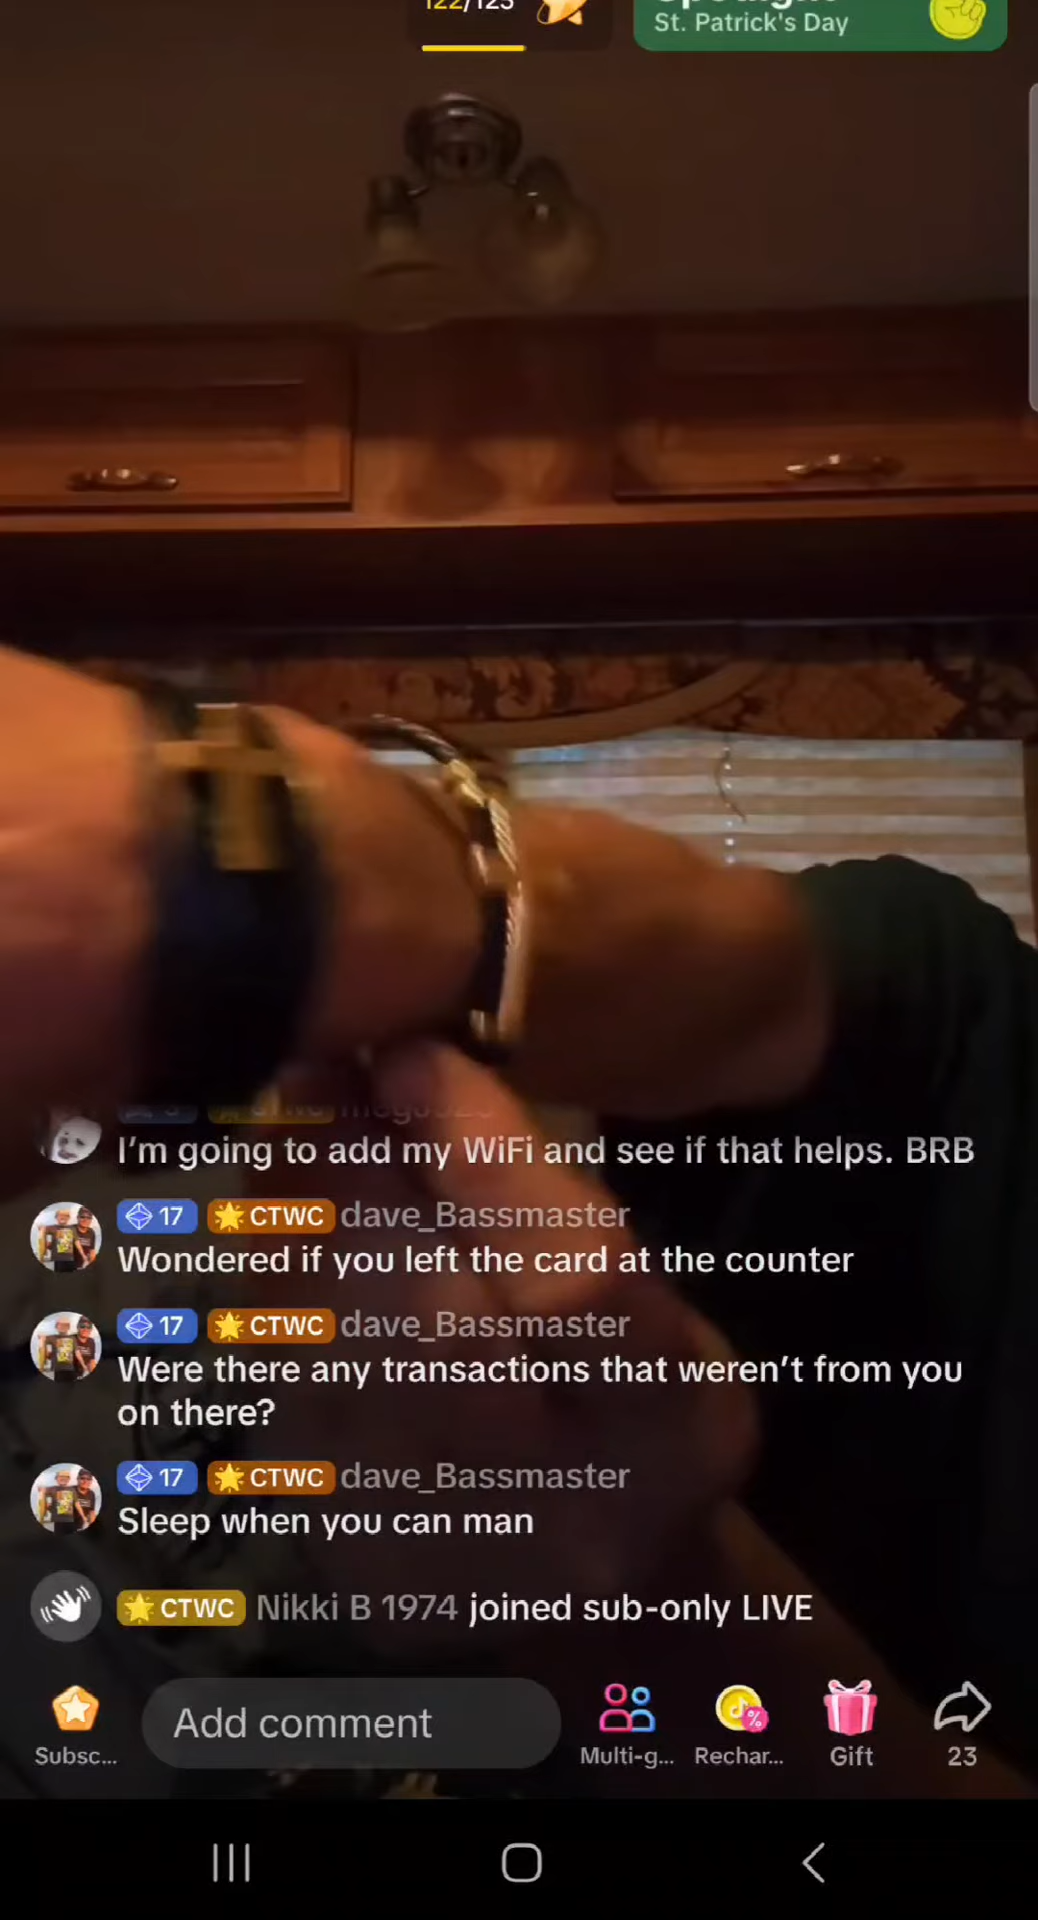 122/123
St. Patrick's Day
I'm going to add my WiFi and see if that helps. BRB
17 CTWC dave_Bassmaster
Wondered if you left the card at the counter
17 CTWC dave_Bassmaster
Were there any transactions that weren't from you
on there?
17 CTWC dave_Bassmaster
Sleep when you can man
CTWC Nikki B 1974 joined sub-only LIVE
Add comment
Subsc... Multi-g... Rechar... Gift 23